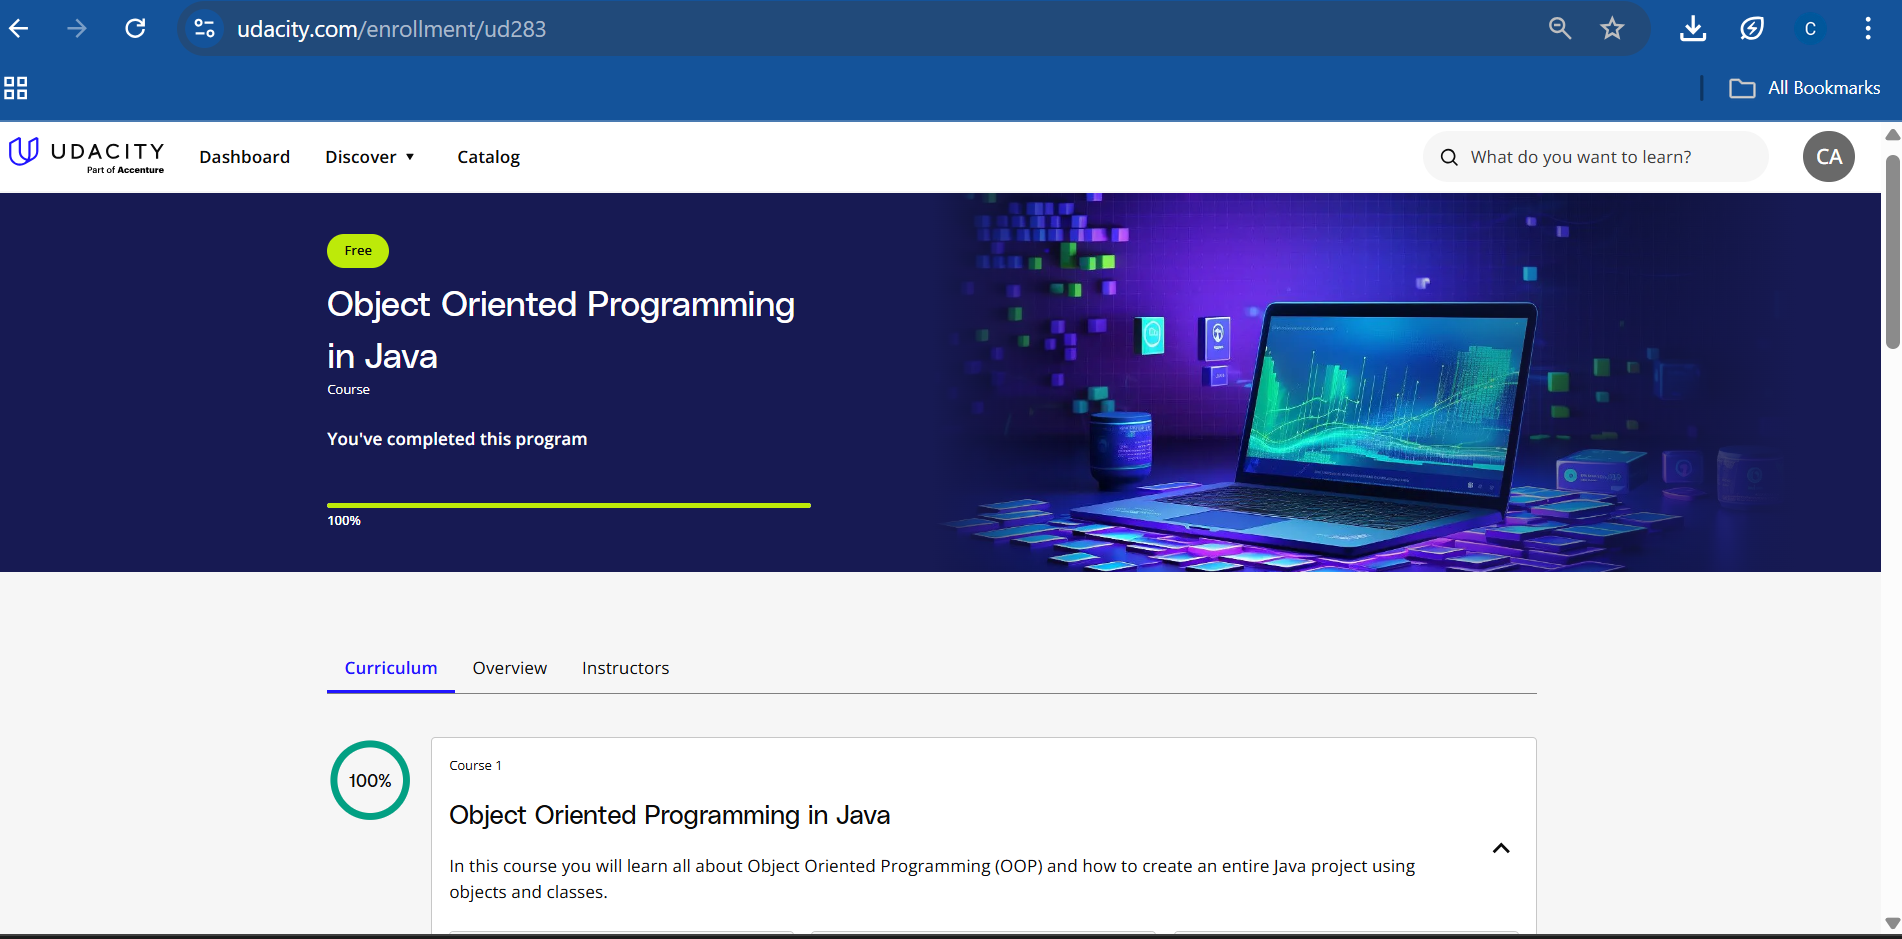 udacity.com/enrollment/ud283
C
All Bookmarks
UDACITY
Part of Accenture
Dashboard
Discover
Catalog
What do you want to learn?
CA
Free
Object Oriented Programming
in Java
Course
You've completed this program
100%
Curriculum
Overview
Instructors
100%
Course 1
Object Oriented Programming in Java
In this course you will learn all about Object Oriented Programming (OOP) and how to create an entire Java project using
objects and classes.